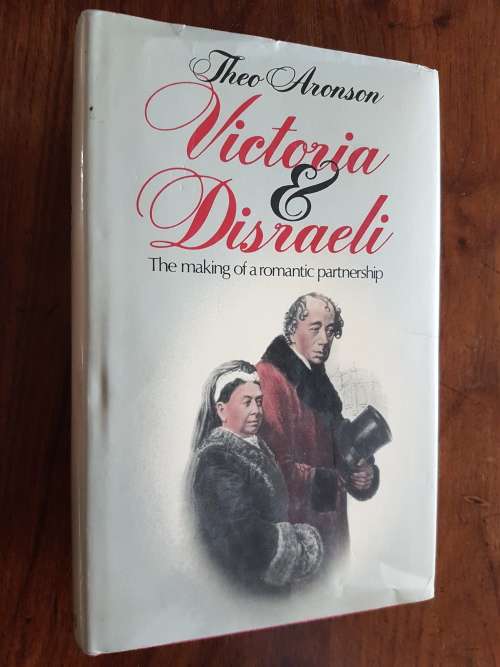 Theo Aronson
Victoria
&
Disraeli
The making of a romantic partnership